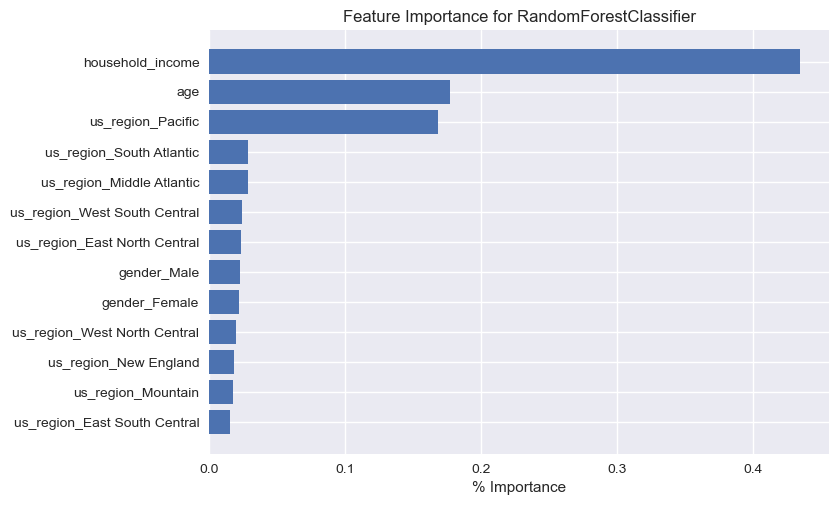 Feature Importance for RandomForestClassifier
household_income
age
us_region_Pacific
us_region_South Atlantic
us_region_Middle Atlantic
us_region_West South Central
us_region_East North Central
gender_Male
gender_Female
us_region_West North Central
us_region_New England
us_region_Mountain
us_region_East South Central
0.0 0.1 0.2 0.3 0.4
% Importance